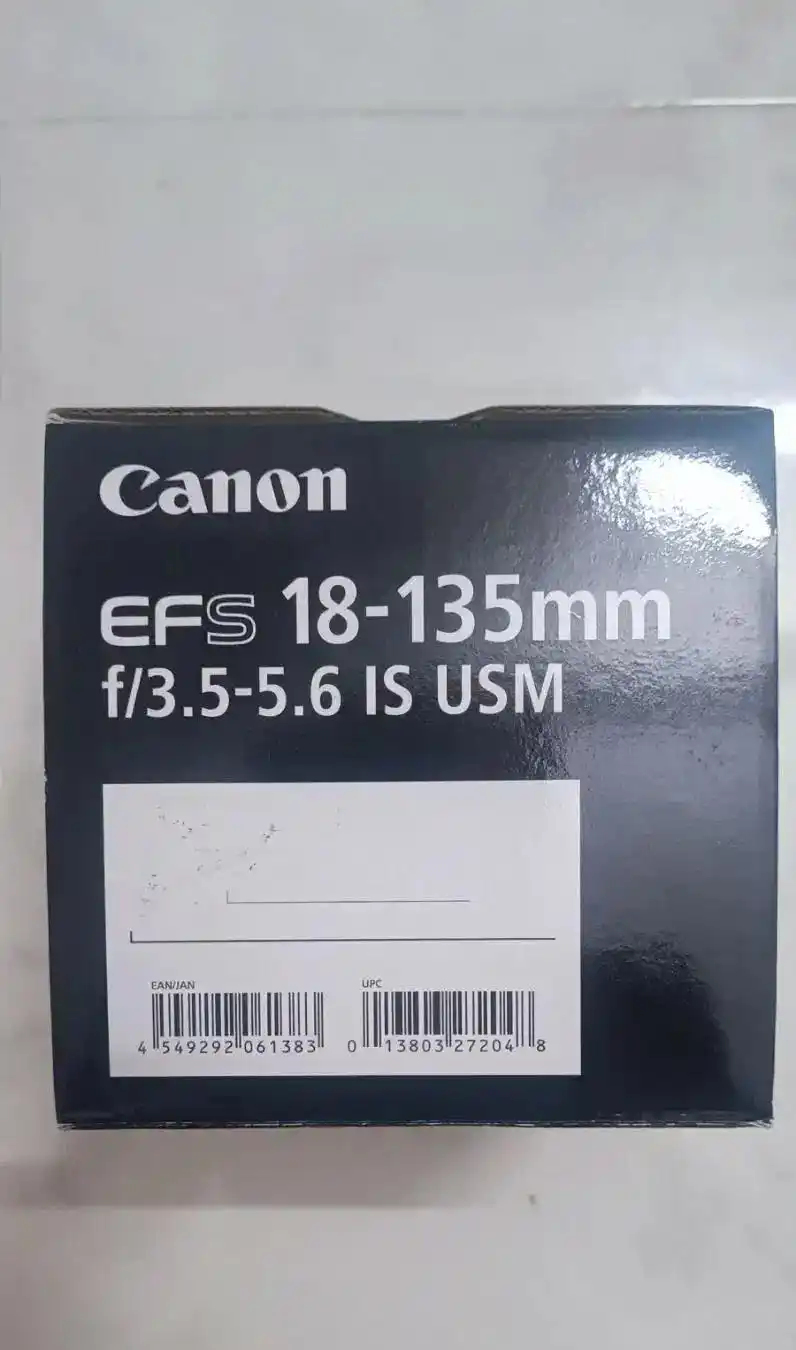 Canon
EFS 18-135mm
f/3.5-5.6 IS USM
EAN/JAN
UPC
4 549292 061383
0 13803 27204 8